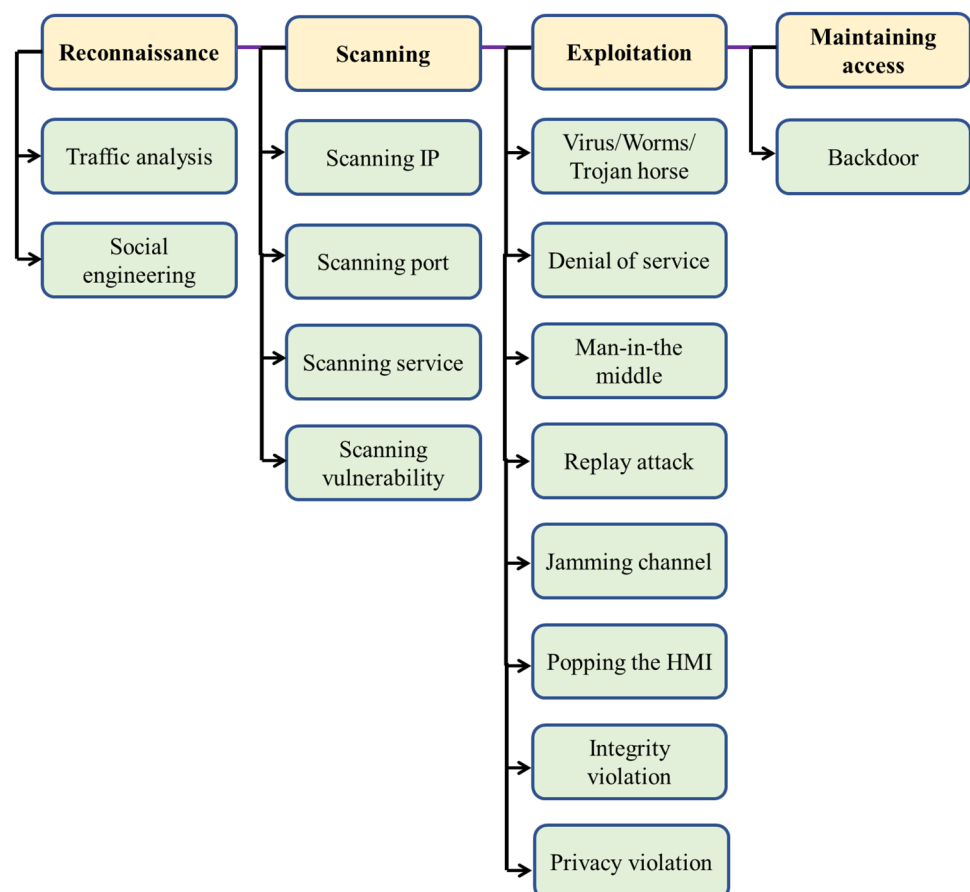 Reconnaissance
Scanning
Exploitation
Maintaining
access
Traffic analysis
Social
engineering
Scanning IP
Scanning port
Scanning service
Scanning
vulnerability
Virus/Worms/
Trojan horse
Denial of service
Man-in-the
middle
Replay attack
Jamming channel
Popping the HMI
Integrity
violation
Privacy violation
Backdoor